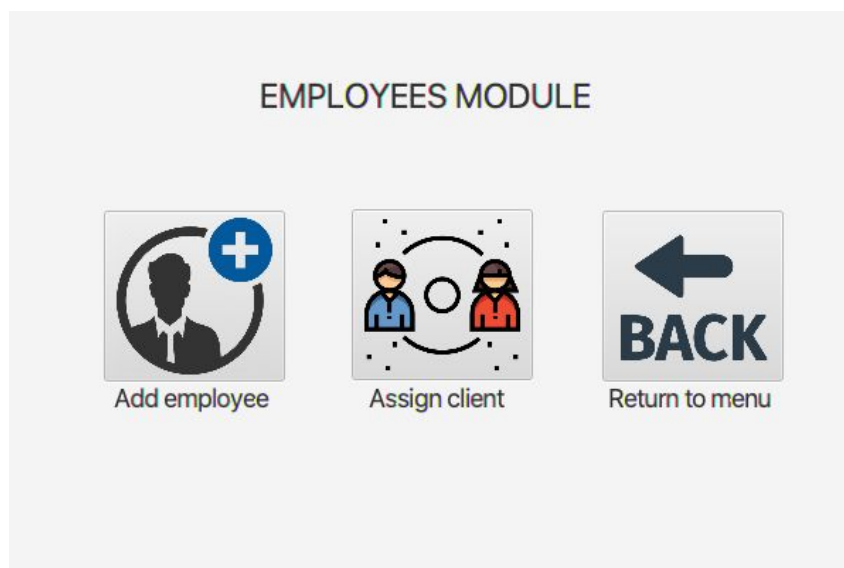 EMPLOYEES MODULE
BACK
Add employee
Assign client
Return to menu